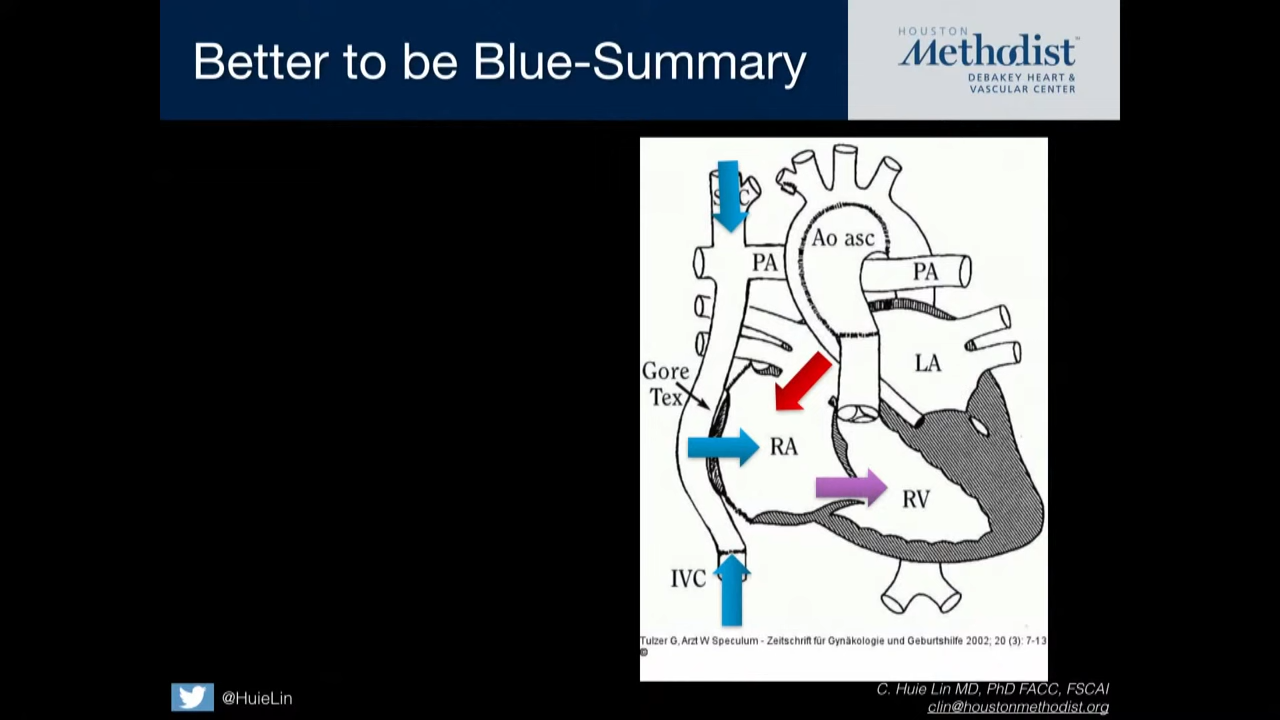 Better to be Blue-Summary
HOUSTON
Methodist™
DEBAKEY HEART &
VASCULAR CENTER
Ao asc
PA
PA
LA
Gore
Tex
RA
RV
IVC
Tulzer G, Arzt W Speculum - Zeitschrift für Gynäkologie und Geburtshilfe 2002; 20 (3): 7-13
©
@HuieLin
C. Huie Lin MD, PhD FACC, FSCAI
clin@houstonmethodist.org